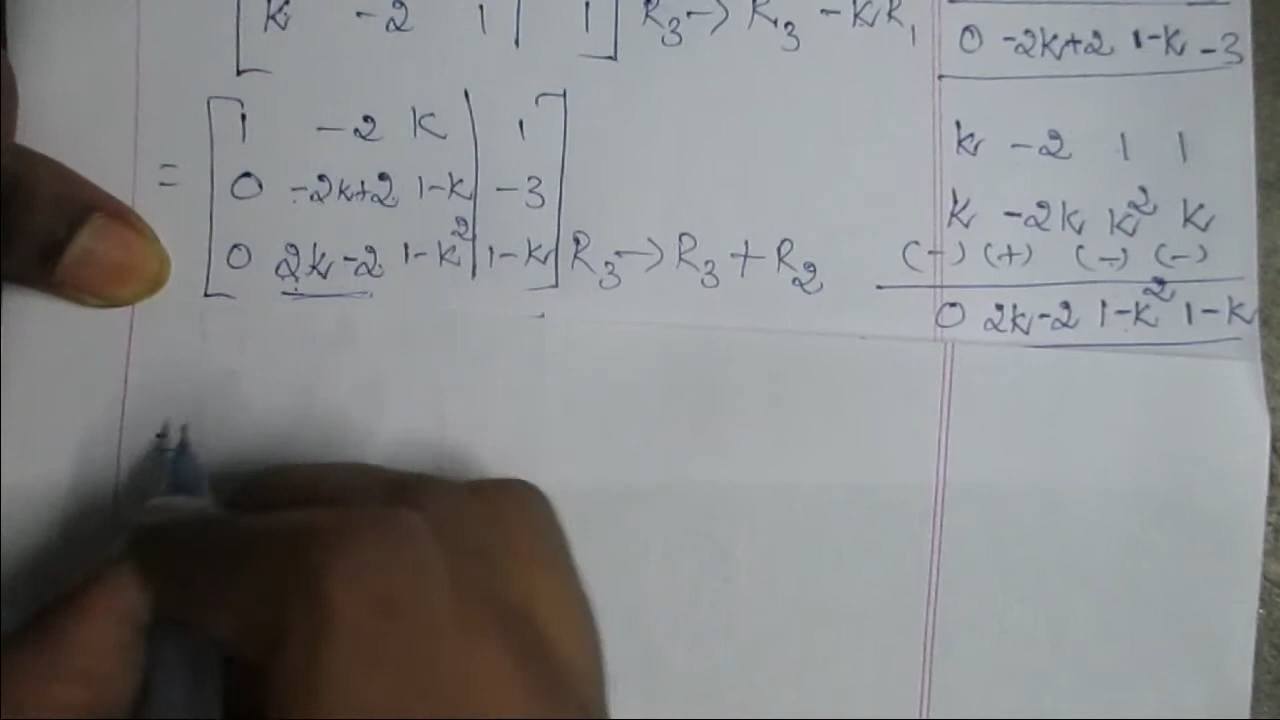 k -2 1 | 1 R₃→ R₃ - kR₁
= 1 -2 k | 1
0 -2k+2 1-k | -3
0 2k-2 1-k² | 1-k R₃→R₃+R₂
0 -2k+2 1-k -3
k -2 1 1
k -2k k² k
(-) (+) (-) (-)
0 2k-2 1-k² 1-k